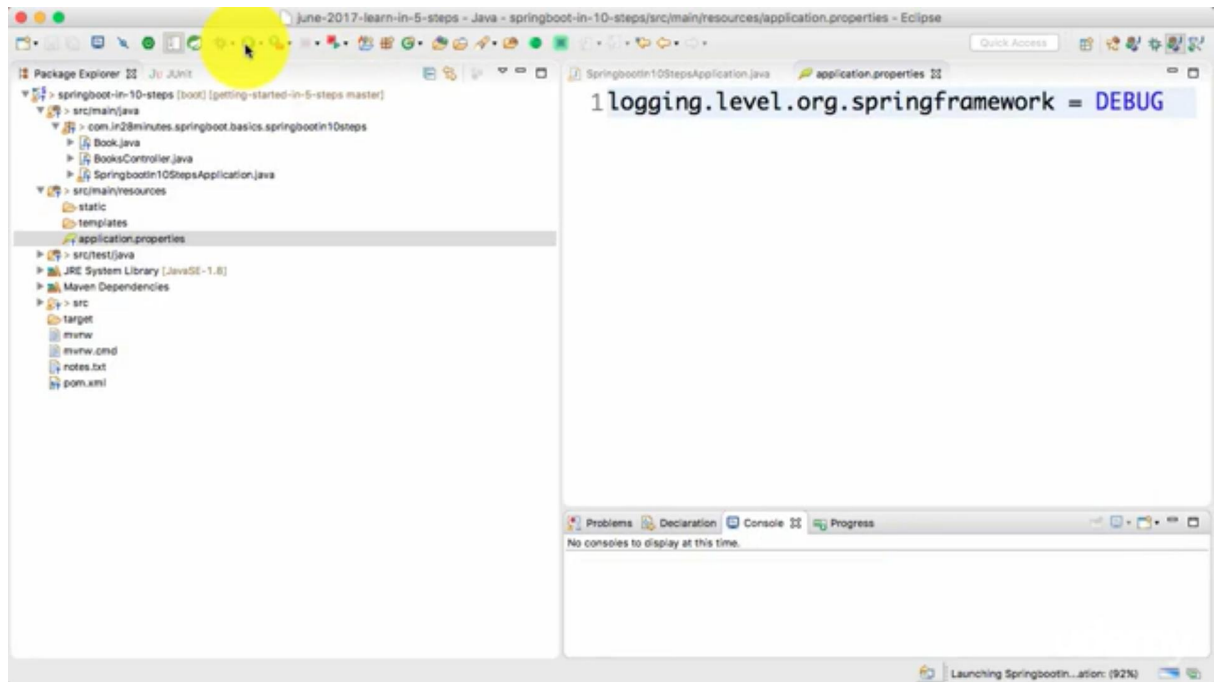 june-2017-learn-in-5-steps - Java - springboot-in-10-steps/src/main/resources/application.properties - Eclipse
Quick Access
Package Explorer
JUnit
> springboot-in-10-steps [boot] [getting-started-in-5-steps master]
> src/main/java
> com.in28minutes.springboot.basics.springbootin10steps
> Book.java
> BooksController.java
> SpringbootIn10StepsApplication.java
> src/main/resources
static
templates
application.properties
> src/test/java
JRE System Library [JavaSE-1.8]
Maven Dependencies
> src
target
mvnw
mvnw.cmd
notes.txt
pom.xml
SpringbootIn10StepsApplication.java
application.properties
1 logging.level.org.springframework = DEBUG
Problems
Declaration
Console
Progress
No consoles to display at this time.
Launching SpringbootIn...ation: (92%)